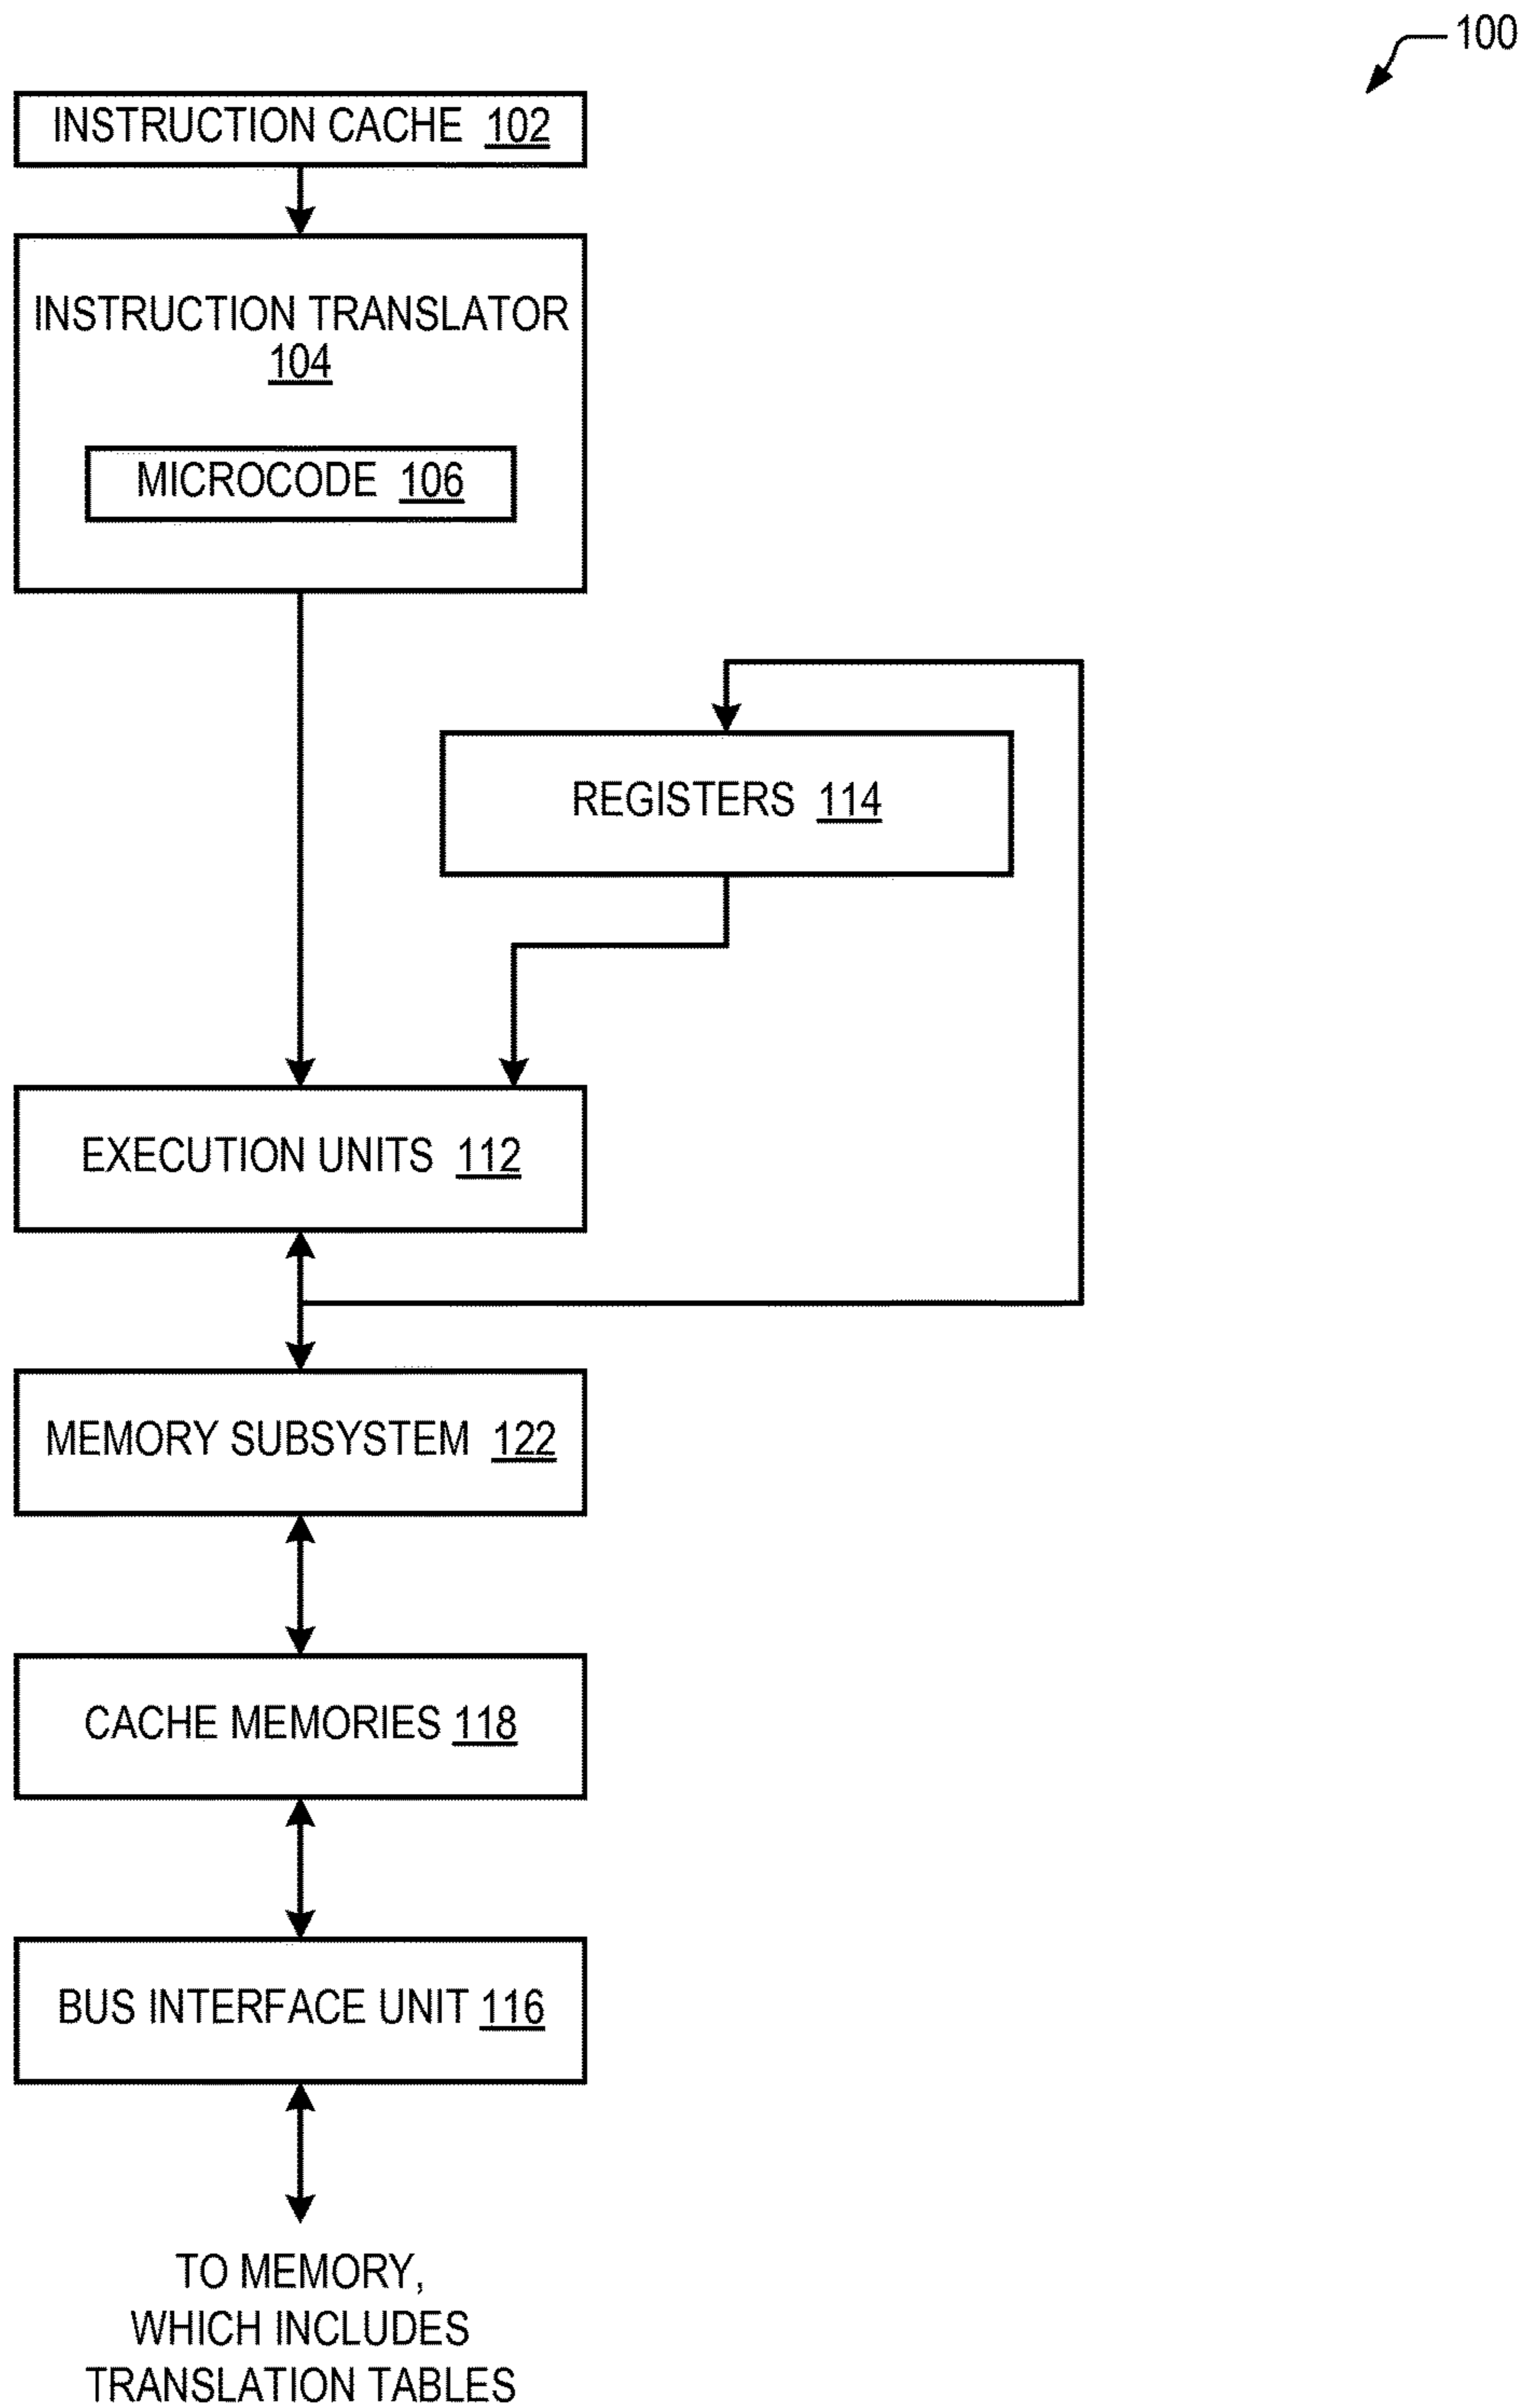 100
INSTRUCTION CACHE 102
INSTRUCTION TRANSLATOR
104
MICROCODE 106
REGISTERS 114
EXECUTION UNITS 112
MEMORY SUBSYSTEM 122
CACHE MEMORIES 118
BUS INTERFACE UNIT 116
TO MEMORY,
WHICH INCLUDES
TRANSLATION TABLES